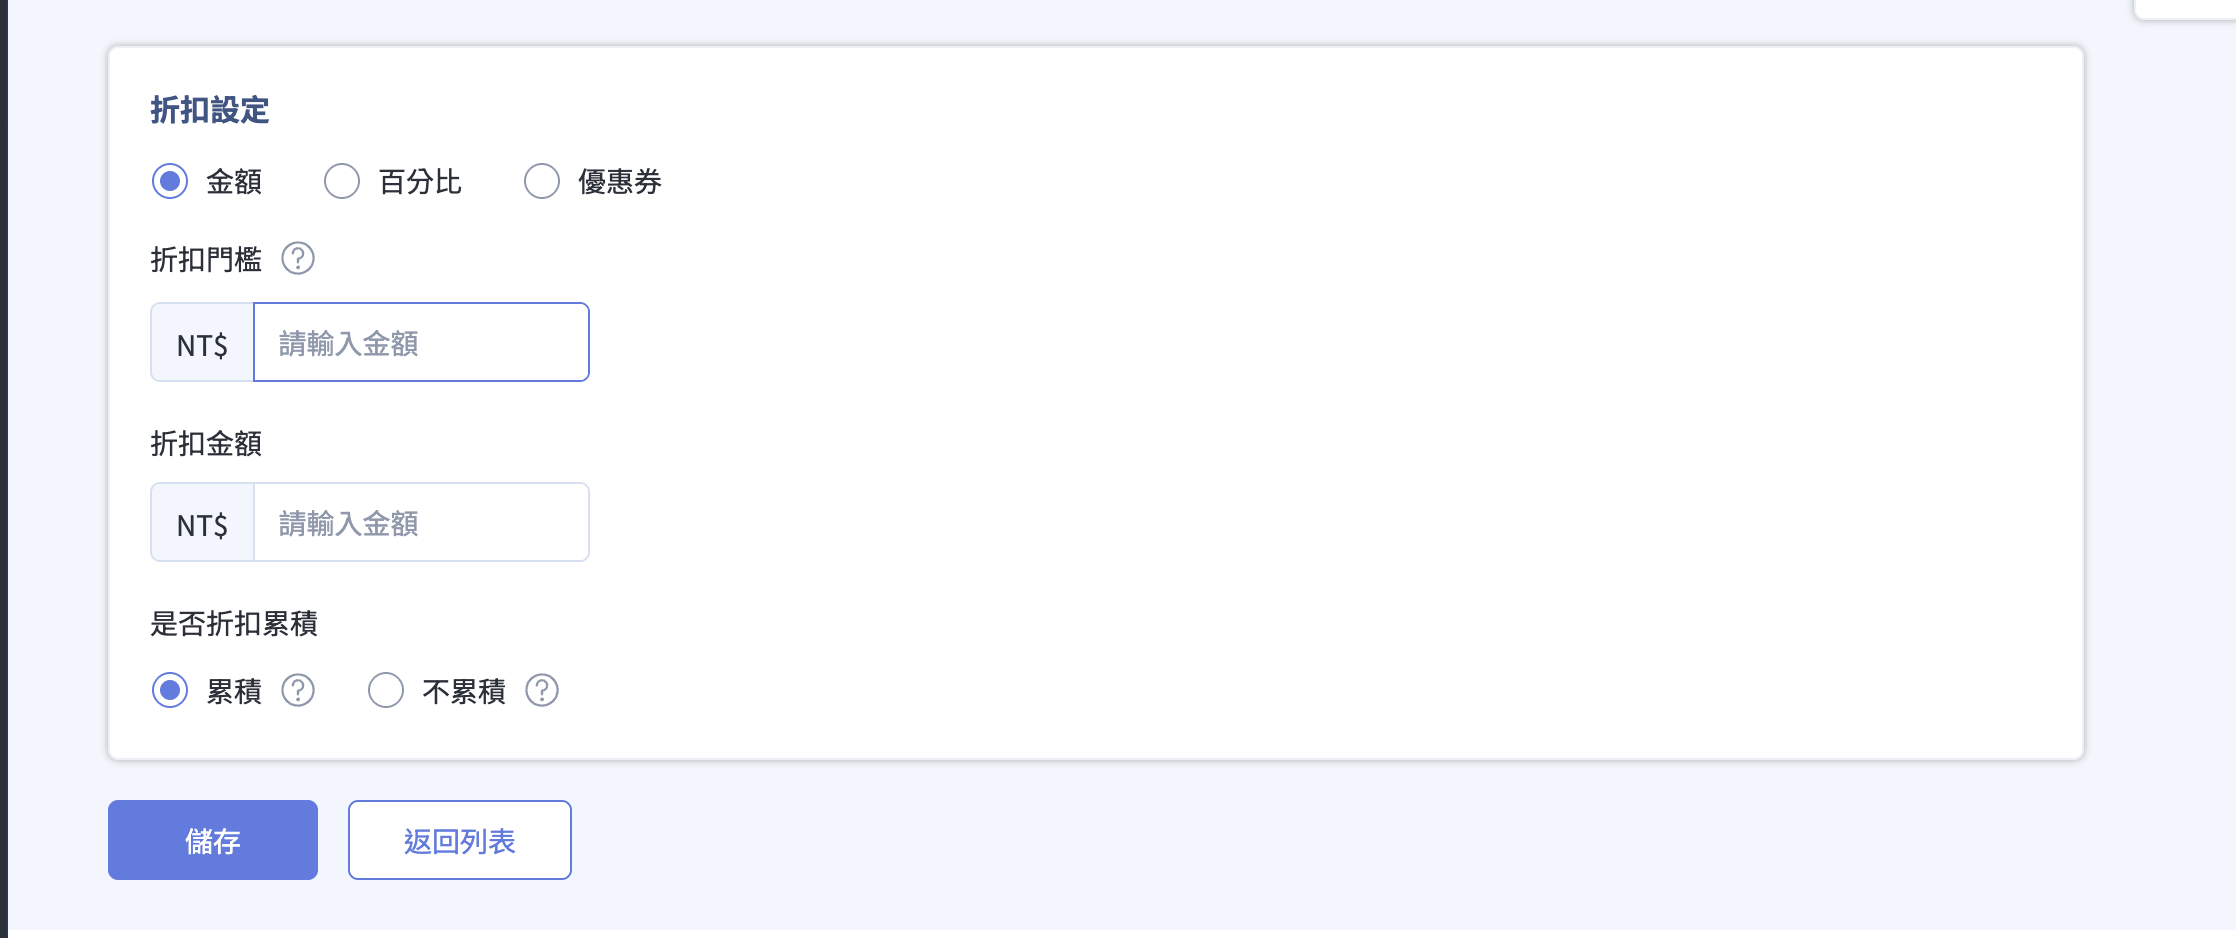 折扣設定
金額 百分比 優惠券
折扣門檻 ?
NT$ 請輸入金額
折扣金額
NT$ 請輸入金額
是否折扣累積
累積 ? 不累積 ?
儲存 返回列表